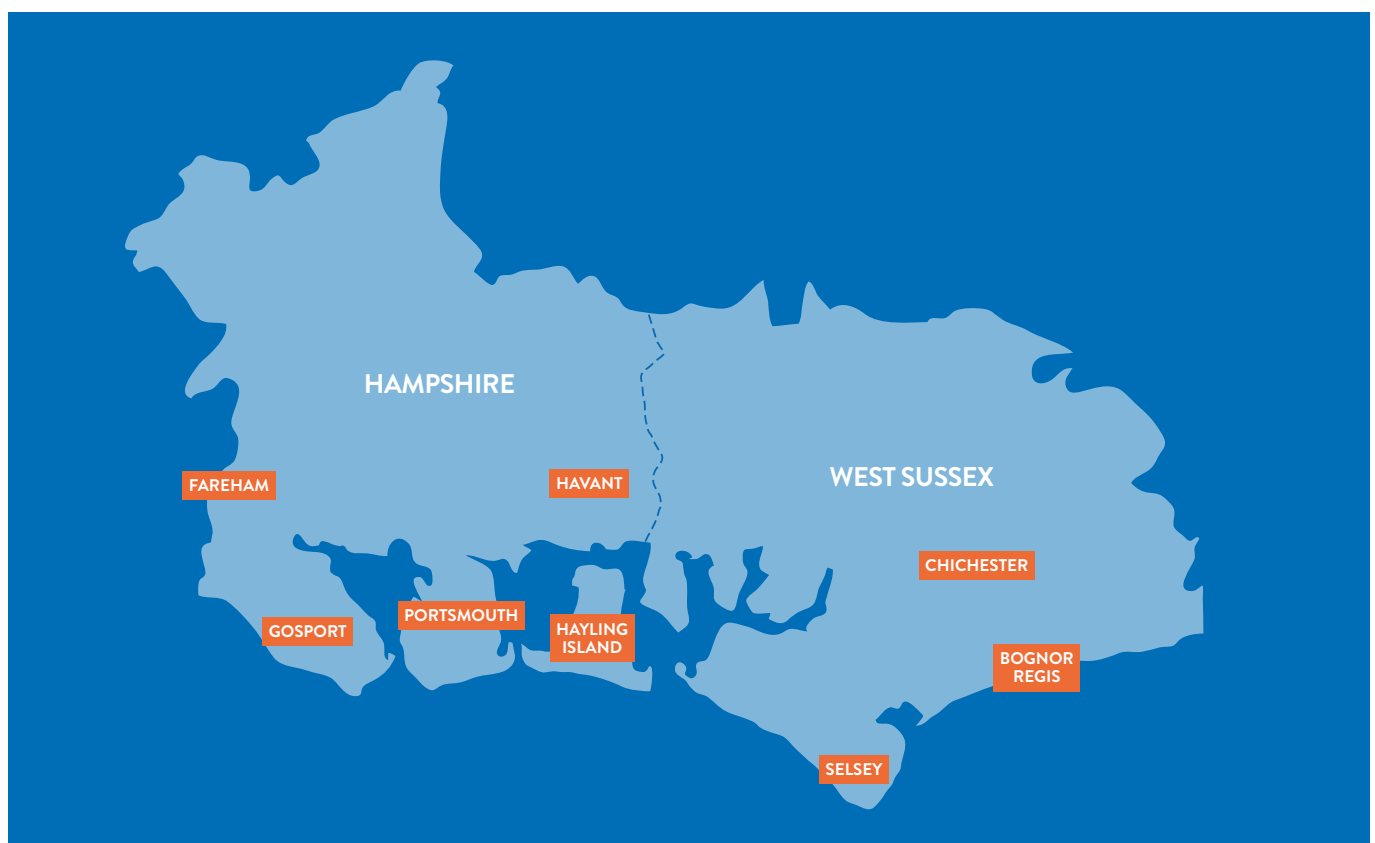 HAMPSHIRE
WEST SUSSEX
FAREHAM
HAVANT
CHICHESTER
PORTSMOUTH
GOSPORT
HAYLING
ISLAND
BOGNOR
REGIS
SELSEY